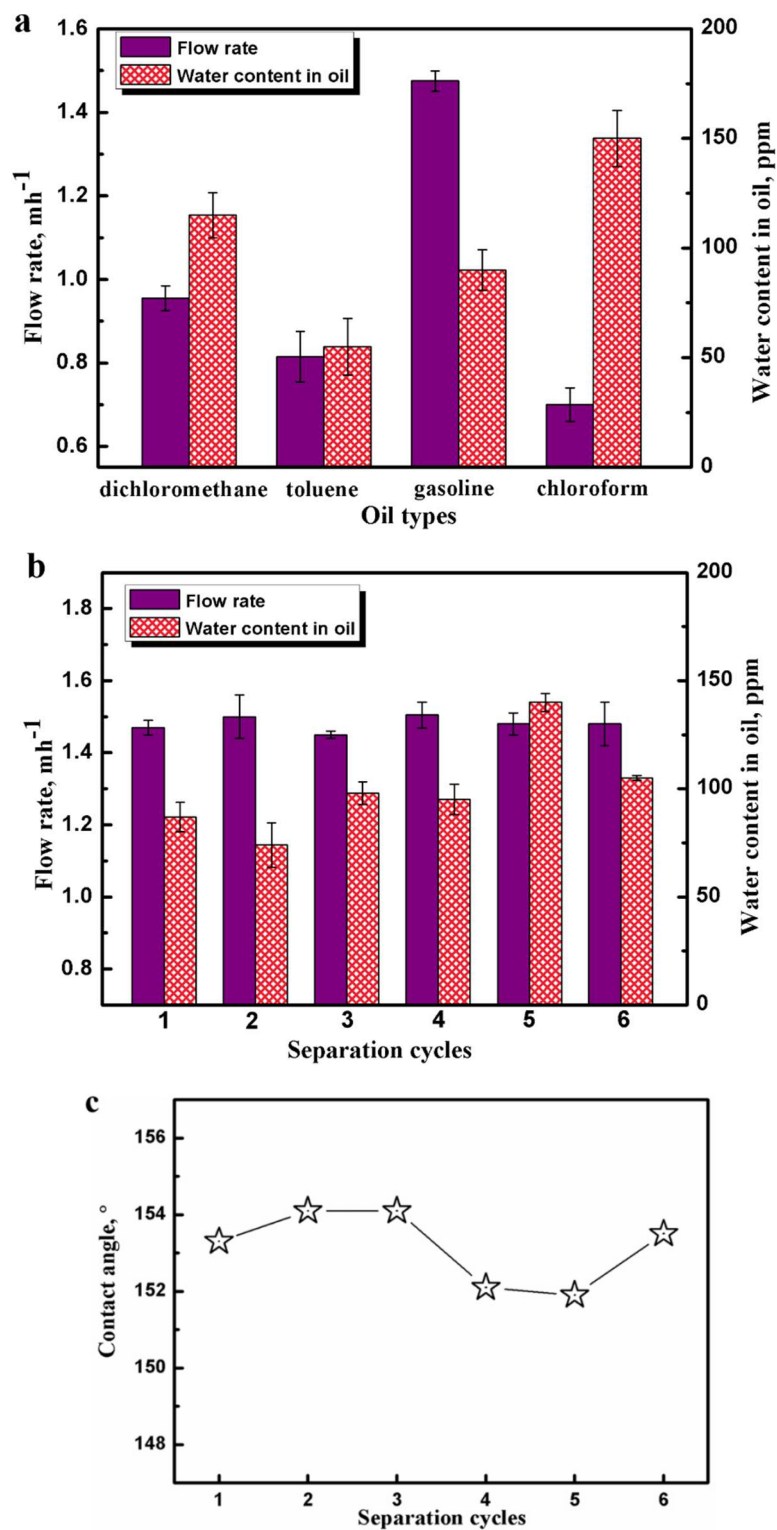 a
Flow rate
Water content in oil
1.6
1.4
1.2
1.0
0.8
0.6
Flow rate, mh⁻¹
200
150
100
50
0
Water content in oil, ppm
dichloromethane toluene gasoline chloroform
Oil types
b
Flow rate
Water content in oil
1.8
1.6
1.4
1.2
1.0
0.8
Flow rate, mh⁻¹
200
150
100
50
0
Water content in oil, ppm
1 2 3 4 5 6
Separation cycles
c
156
154
152
150
148
Contact angle, °
1 2 3 4 5 6
Separation cycles